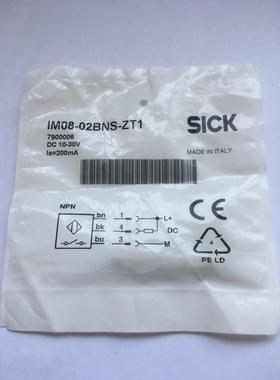 IM08-02BNS-ZT1
7900006
DC 10-30V
Ia=200mA
SICK
MADE IN ITALY
NPN
bn 1 L+
bk 4 DC
bu 3 M
CE
4
PE LD